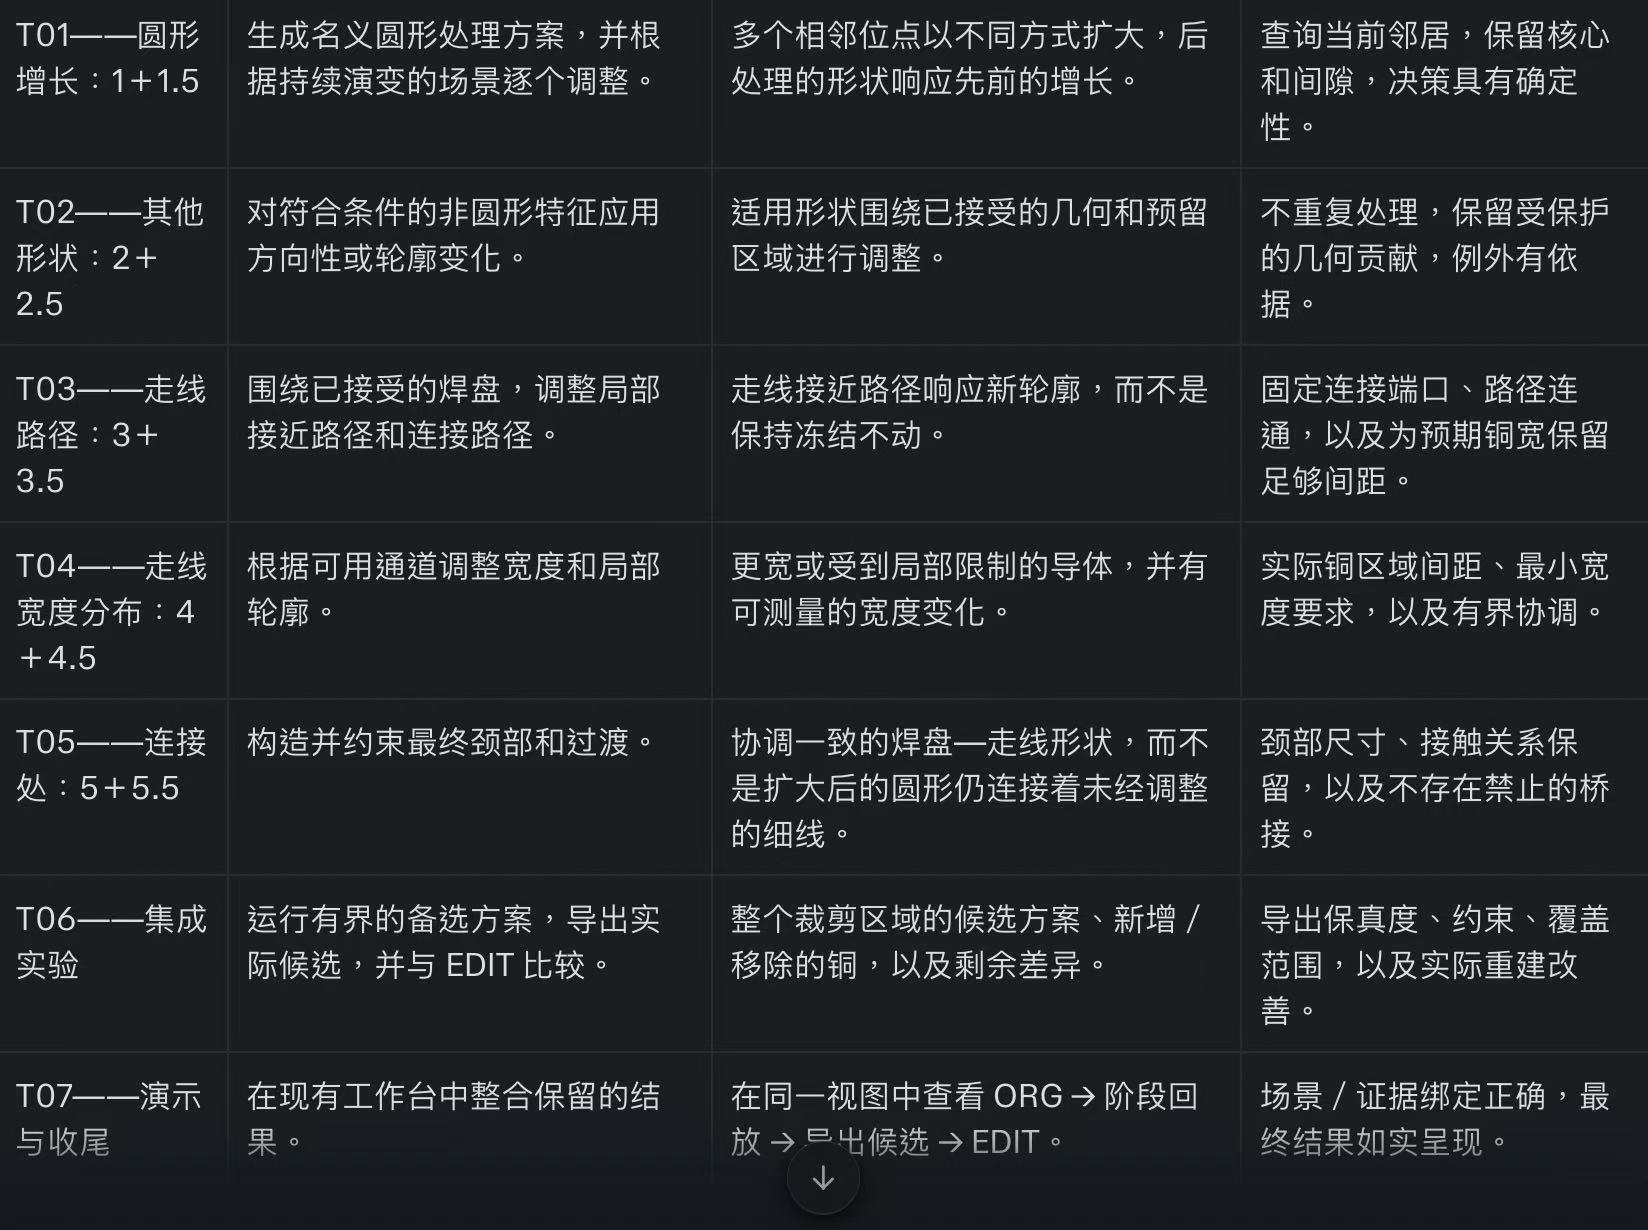 T01——圆形
增长：1+1.5
生成名义圆形处理方案，并根
据持续演变的场景逐个调整。
多个相邻位点以不同方式扩大，后
处理的形状响应先前的增长。
查询当前邻居，保留核心
和间隙，决策具有确定
性。
T02——其他
形状：2+
2.5
对符合条件的非圆形特征应用
方向性或轮廓变化。
适用形状围绕已接受的几何和预留
区域进行调整。
不重复处理，保留受保护
的几何贡献，例外有依
据。
T03——走线
路径：3+
3.5
围绕已接受的焊盘，调整局部
接近路径和连接路径。
走线接近路径响应新轮廓，而不是
保持冻结不动。
固定连接端口、路径连
通，以及为预期铜宽保留
足够间距。
T04——走线
宽度分布：4
+4.5
根据可用通道调整宽度和局部
轮廓。
更宽或受到局部限制的导体，并有
可测量的宽度变化。
实际铜区域间距、最小宽
度要求，以及有界协调。
T05——连接
处：5+5.5
构造并约束最终颈部和过渡。
协调一致的焊盘—走线形状，而不
是扩大后的圆形仍连接着未经调整
的细线。
颈部尺寸、接触关系保
留，以及不存在禁止的桥
接。
T06——集成
实验
运行有界的备选方案，导出实
际候选，并与 EDIT 比较。
整个裁剪区域的候选方案、新增 /
移除的铜，以及剩余差异。
导出保真度、约束、覆盖
范围，以及实际重建改
善。
T07——演示
与收尾
在现有工作台中整合保留的结
果。
在同一视图中查看 ORG → 阶段回
放 → 导出候选 → EDIT。
场景 / 证据绑定正确，最
终结果如实呈现。